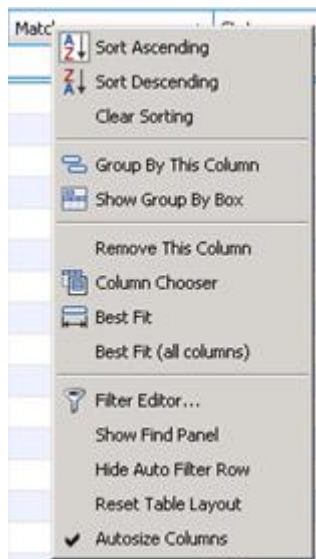 Sort Ascending
Sort Descending
Clear Sorting
Group By This Column
Show Group By Box
Remove This Column
Column Chooser
Best Fit
Best Fit (all columns)
Filter Editor...
Show Find Panel
Hide Auto Filter Row
Reset Table Layout
Autosize Columns